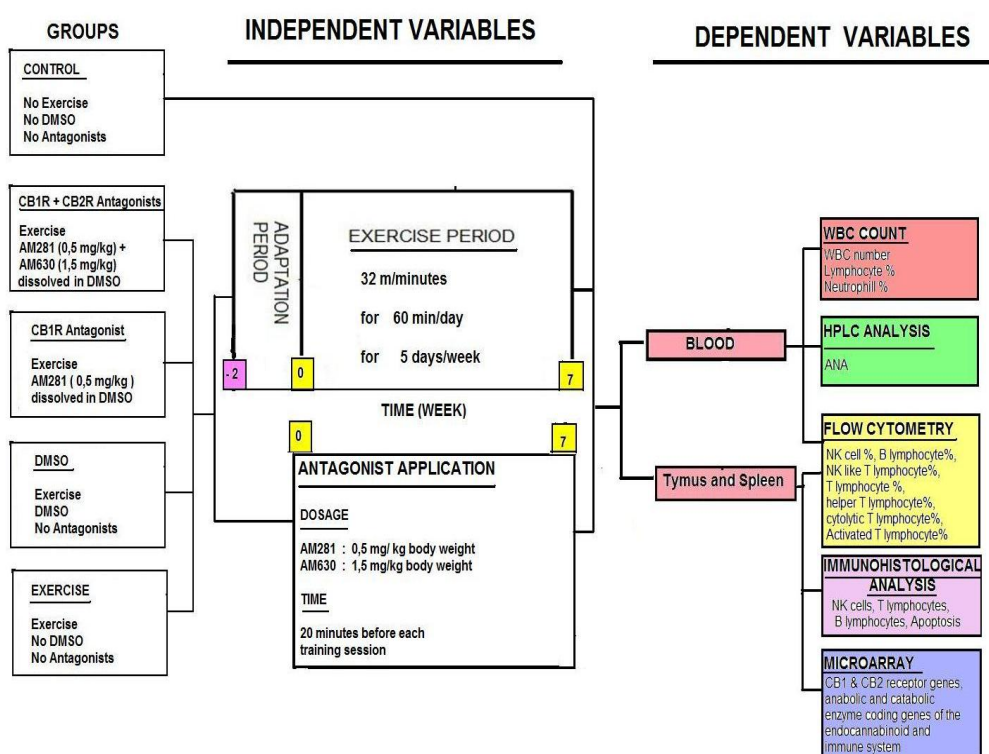 GROUPS
INDEPENDENT VARIABLES
DEPENDENT VARIABLES
CONTROL
No Exercise
No DMSO
No Antagonists
CB1R + CB2R Antagonists
Exercise
AM281 (0,5 mg/kg) +
AM630 (1,5 mg/kg)
dissolved in DMSO
CB1R Antagonist
Exercise
AM281 ( 0,5 mg/kg )
dissolved in DMSO
DMSO
Exercise
DMSO
No Antagonists
EXERCISE
Exercise
No DMSO
No Antagonists
ADAPTATION
PERIOD
EXERCISE PERIOD
32 m/minutes
for 60 min/day
for 5 days/week
-2
0
7
TIME (WEEK)
0
7
ANTAGONIST APPLICATION
DOSAGE
AM281 : 0,5 mg/ kg body weight
AM630 : 1,5 mg/kg body weight
TIME
20 minutes before each
training session
BLOOD
Tymus and Spleen
WBC COUNT
WBC number
Lymphocyte %
Neutrophill %
HPLC ANALYSIS
ANA
FLOW CYTOMETRY
NK cell %, B lymphocyte%,
NK like T lymphocyte%,
T lymphocyte %,
helper T lymphocyte%,
cytolytic T lymphocyte%,
Activated T lymphocyte%
IMMUNOHISTOLOGICAL
ANALYSIS
NK cells, T lymphocytes,
B lymphocytes, Apoptosis
MICROARRAY
CB1 & CB2 receptor genes,
anabolic and catabolic
enzyme coding genes of the
endocannabinoid and
immune system